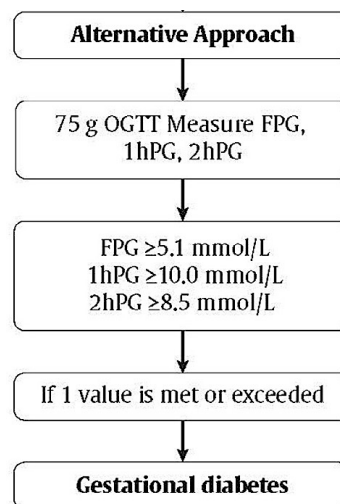 Alternative Approach
75 g OGTT Measure FPG,
1hPG, 2hPG
FPG ≥5.1 mmol/L
1hPG ≥10.0 mmol/L
2hPG ≥8.5 mmol/L
If 1 value is met or exceeded
Gestational diabetes